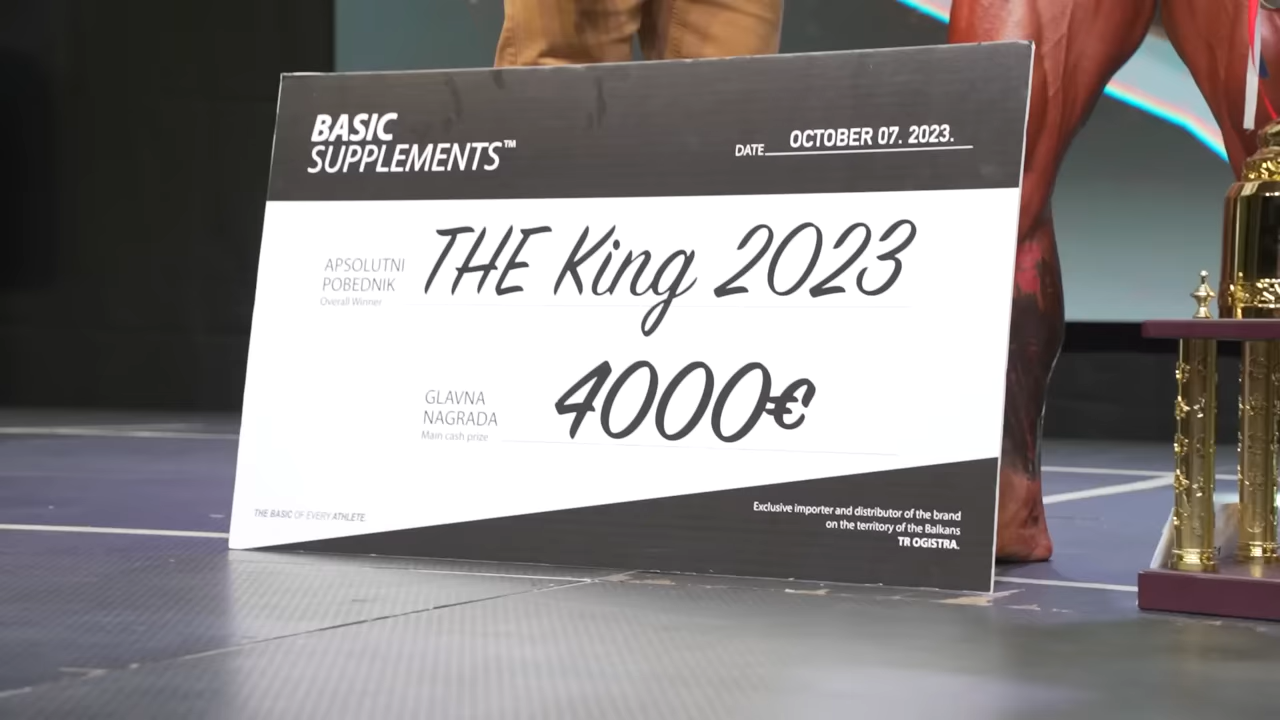 BASIC
SUPPLEMENTS™
DATE OCTOBER 07. 2023.
APSOLUTNI
POBEDNIK
Overall Winner
THE King 2023
GLAVNA
NAGRADA
Main cash prize
4000€
THE BASIC OF EVERY ATHLETE.
Exclusive importer and distributor of the brand
on the territory of the Balkans
TR OGISTRA.